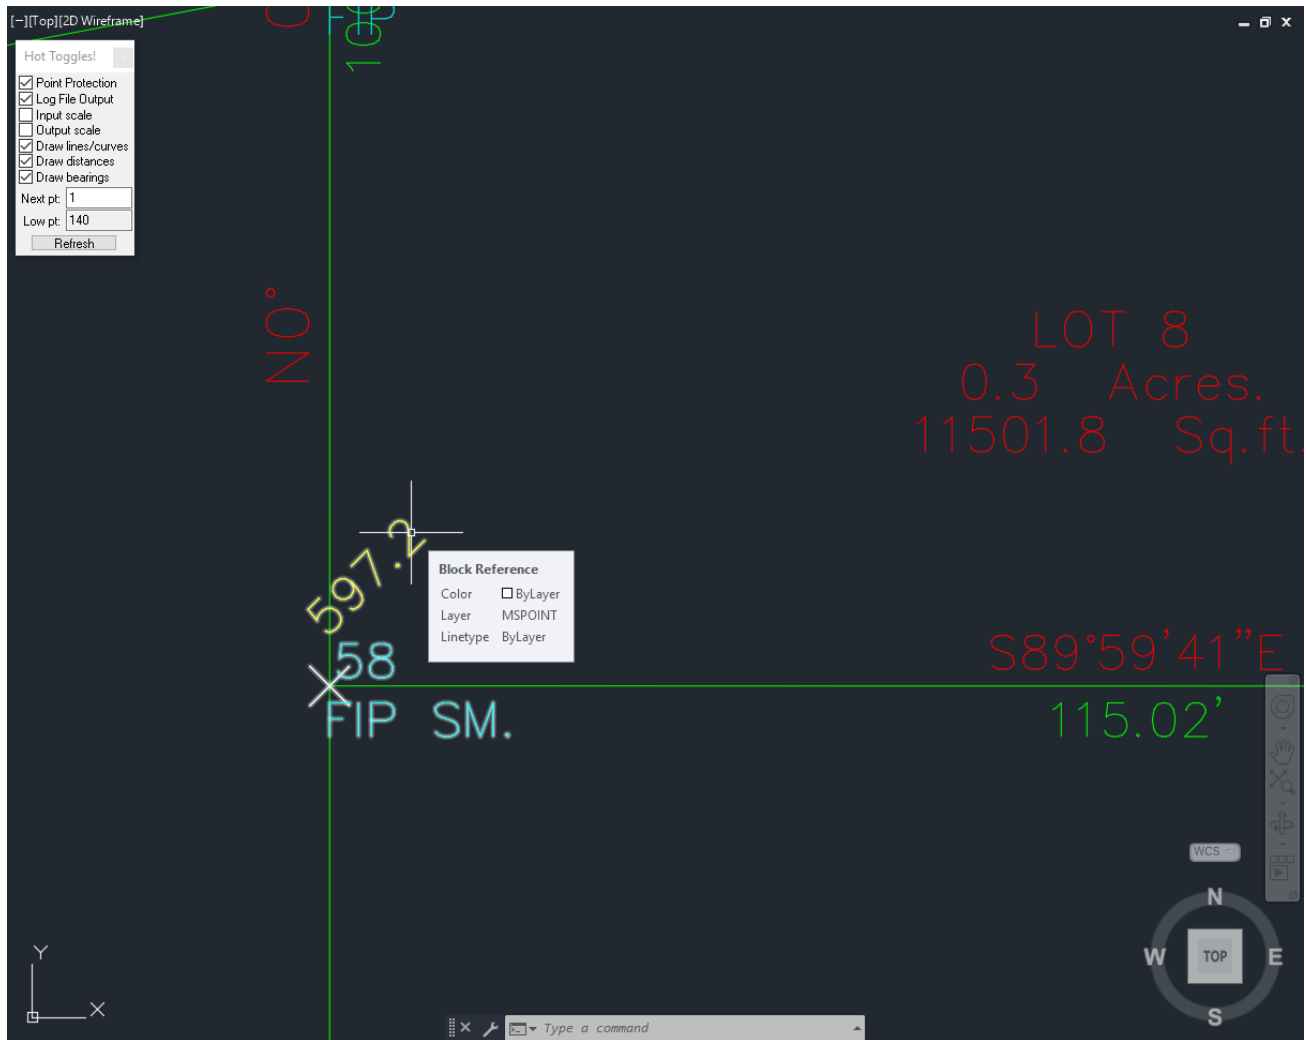 [−][Top][2D Wireframe]
Hot Toggles!
Point Protection
Log File Output
Input scale
Output scale
Draw lines/curves
Draw distances
Draw bearings
Next pt: 1
Low pt: 140
Refresh
N0°
LOT 8
0.3 Acres.
11501.8 Sq.ft.
597.2
Block Reference
Color ByLayer
Layer MSPOINT
Linetype ByLayer
58
FIP SM.
S89°59'41"E
115.02'
WCS
N
W TOP E
S
Y
X
Type a command